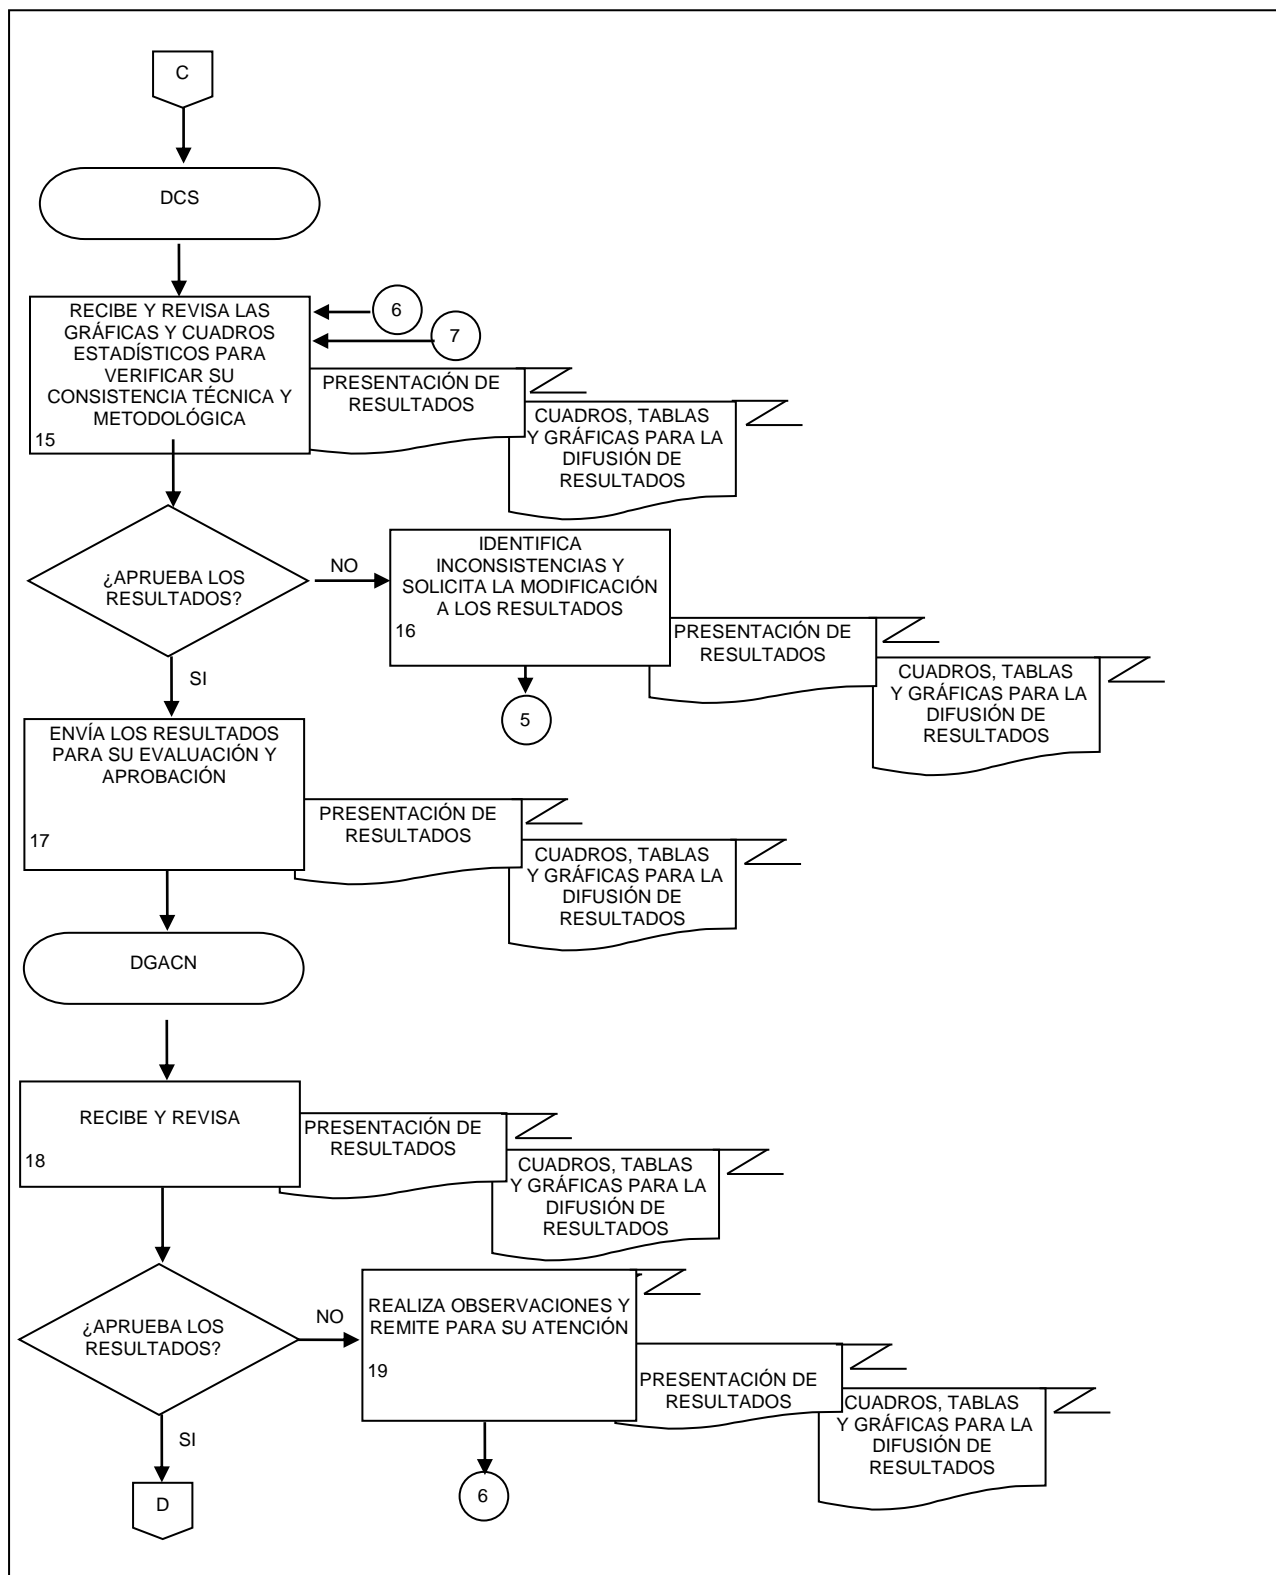 C
DCS
RECIBE Y REVISA LAS
GRÁFICAS Y CUADROS
ESTADÍSTICOS PARA
VERIFICAR SU
CONSISTENCIA TÉCNICA Y
METODOLÓGICA
15
6
7
PRESENTACIÓN DE
RESULTADOS
CUADROS, TABLAS
Y GRÁFICAS PARA LA
DIFUSIÓN DE
RESULTADOS
¿APRUEBA LOS
RESULTADOS?
NO
IDENTIFICA
INCONSISTENCIAS Y
SOLICITA LA MODIFICACIÓN
A LOS RESULTADOS
16
PRESENTACIÓN DE
RESULTADOS
CUADROS, TABLAS
Y GRÁFICAS PARA LA
DIFUSIÓN DE
RESULTADOS
5
SI
ENVÍA LOS RESULTADOS
PARA SU EVALUACIÓN Y
APROBACIÓN
17
PRESENTACIÓN DE
RESULTADOS
CUADROS, TABLAS
Y GRÁFICAS PARA LA
DIFUSIÓN DE
RESULTADOS
DGACN
RECIBE Y REVISA
18
PRESENTACIÓN DE
RESULTADOS
CUADROS, TABLAS
Y GRÁFICAS PARA LA
DIFUSIÓN DE
RESULTADOS
¿APRUEBA LOS
RESULTADOS?
NO
REALIZA OBSERVACIONES Y
REMITE PARA SU ATENCIÓN
19
PRESENTACIÓN DE
RESULTADOS
CUADROS, TABLAS
Y GRÁFICAS PARA LA
DIFUSIÓN DE
RESULTADOS
SI
D
6